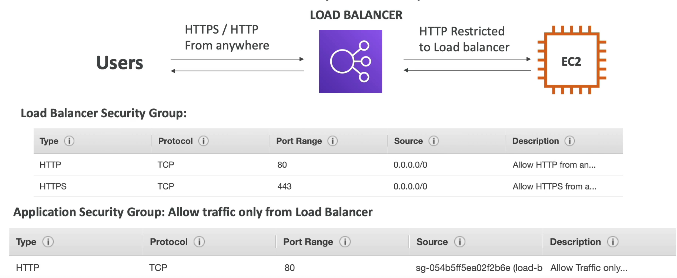 LOAD BALANCER
HTTPS / HTTP
From anywhere
HTTP Restricted
to Load balancer
Users
EC2
Load Balancer Security Group:
Type Protocol Port Range Source Description
HTTP TCP 80 0.0.0.0/0 Allow HTTP from an...
HTTPS TCP 443 0.0.0.0/0 Allow HTTPS from a...
Application Security Group: Allow traffic only from Load Balancer
Type Protocol Port Range Source Description
HTTP TCP 80 sg-054b5ff5ea02f2b6e (load-b Allow Traffic only...